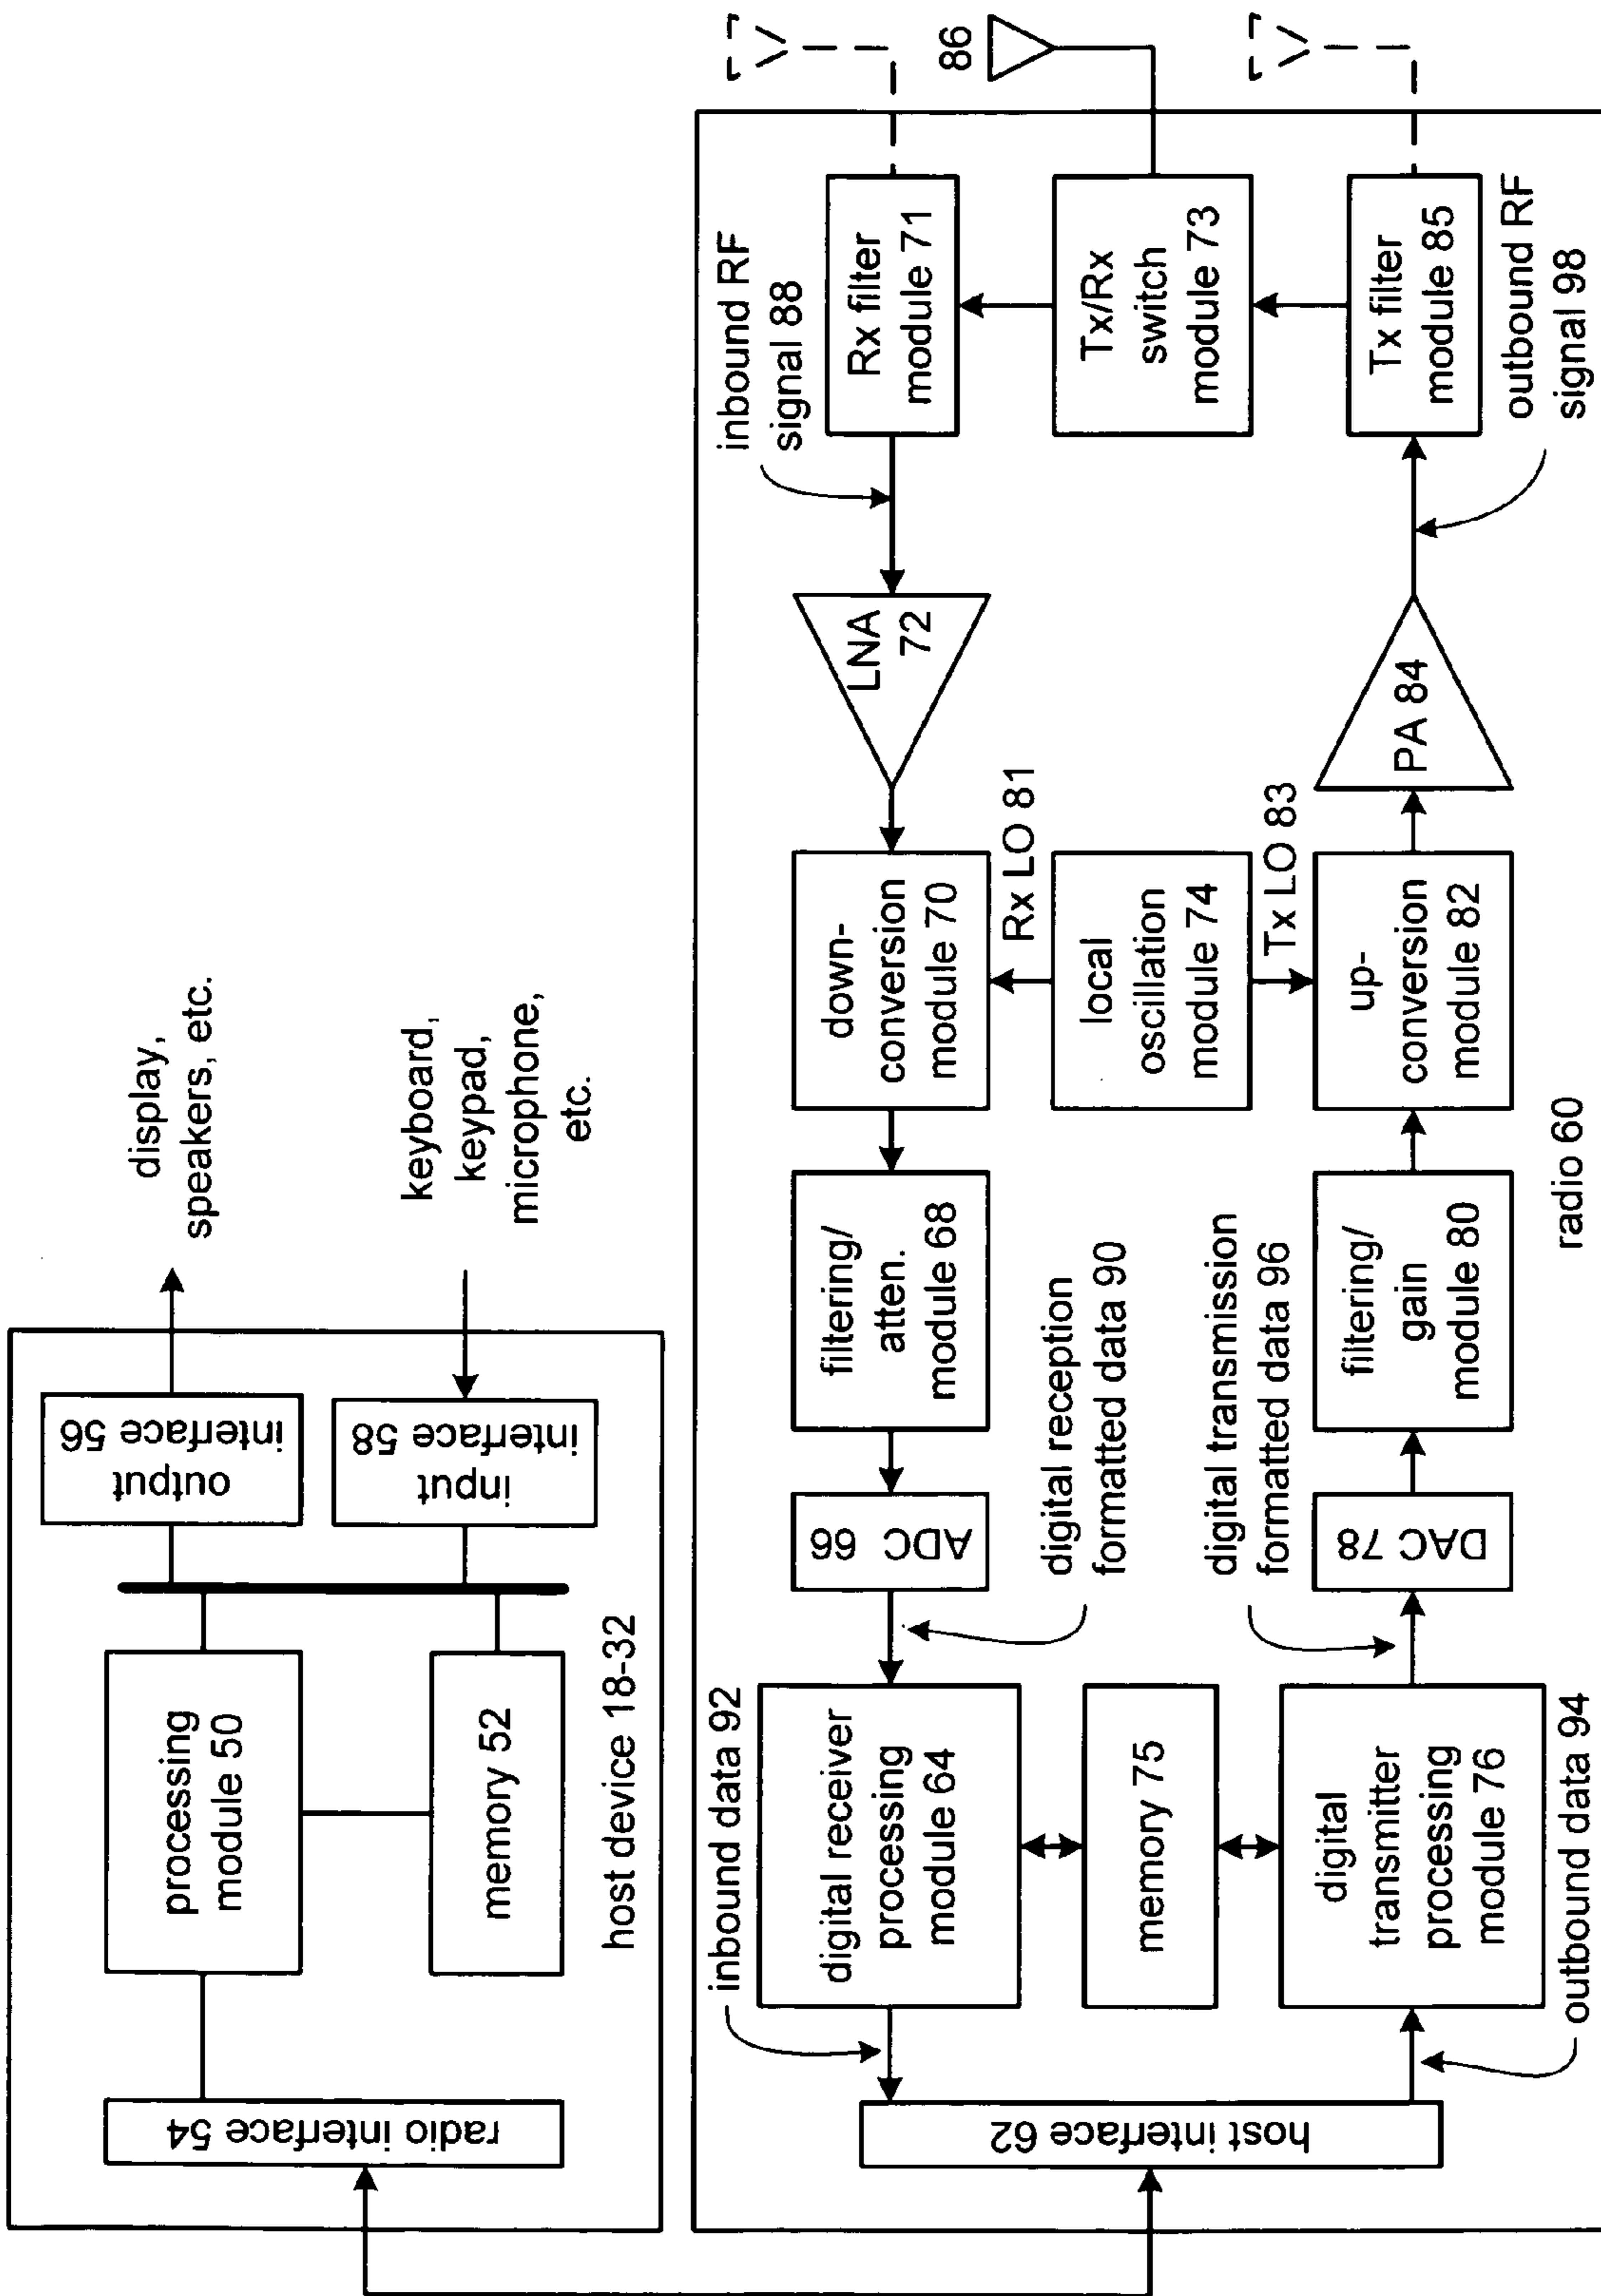 display,
speakers, etc.
keyboard,
keypad,
microphone,
etc.
output
interface 56
input
interface 58
processing
module 50
memory 52
radio interface 54
host device 18-32
86
inbound RF
signal 88
Rx filter
module 71
Tx/Rx
switch
module 73
Tx filter
module 85
outbound RF
signal 98
LNA
72
PA 84
down-
conversion
module 70
Rx LO 81
local
oscillation
module 74
Tx LO 83
up-
conversion
module 82
filtering/
atten.
module 68
filtering/
gain
module 80
radio 60
ADC 66
digital reception
formatted data 90
digital transmission
formatted data 96
DAC 78
inbound data 92
digital receiver
processing
module 64
memory 75
digital
transmitter
processing
module 76
outbound data 94
host interface 62